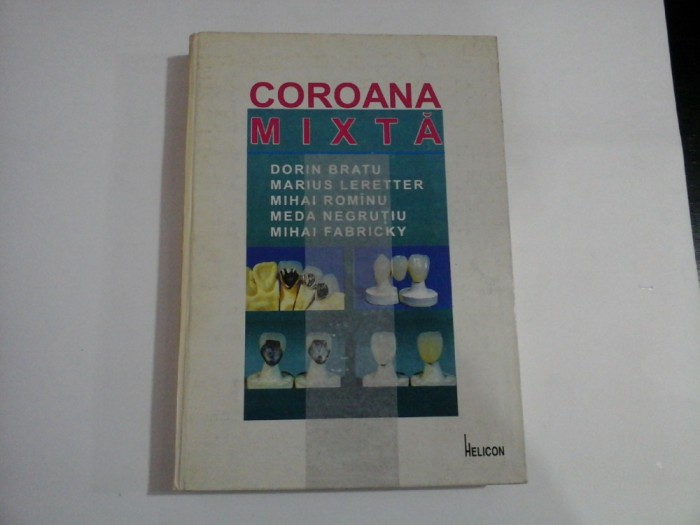 COROANA
MIXTĂ
DORIN BRATU
MARIUS LERETTER
MIHAI ROMÎNU
MEDA NEGRUȚIU
MIHAI FABRICKY
HELICON